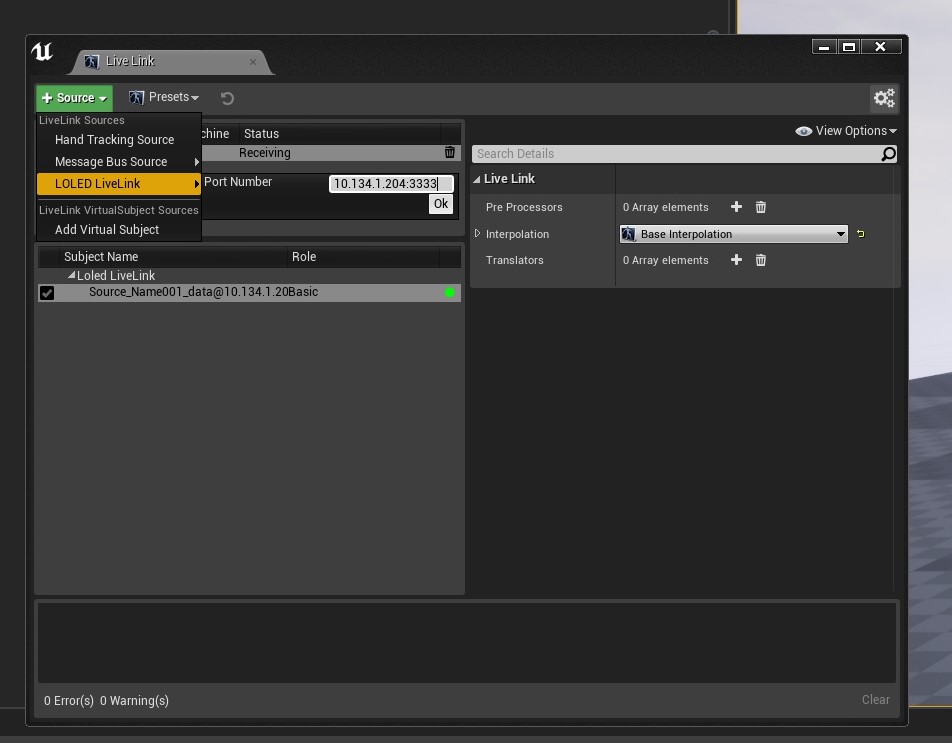 Live Link
Source
Presets
LiveLink Sources
Hand Tracking Source
Message Bus Source
LOLED LiveLink
LiveLink VirtualSubject Sources
Add Virtual Subject
chine Status
Receiving
Port Number 10.134.1.204:3333
Ok
Subject Name Role
Loled LiveLink
Source_Name001_data@10.134.1.20Basic
View Options
Search Details
Live Link
Pre Processors 0 Array elements
Interpolation Base Interpolation
Translators 0 Array elements
0 Error(s) 0 Warning(s)
Clear